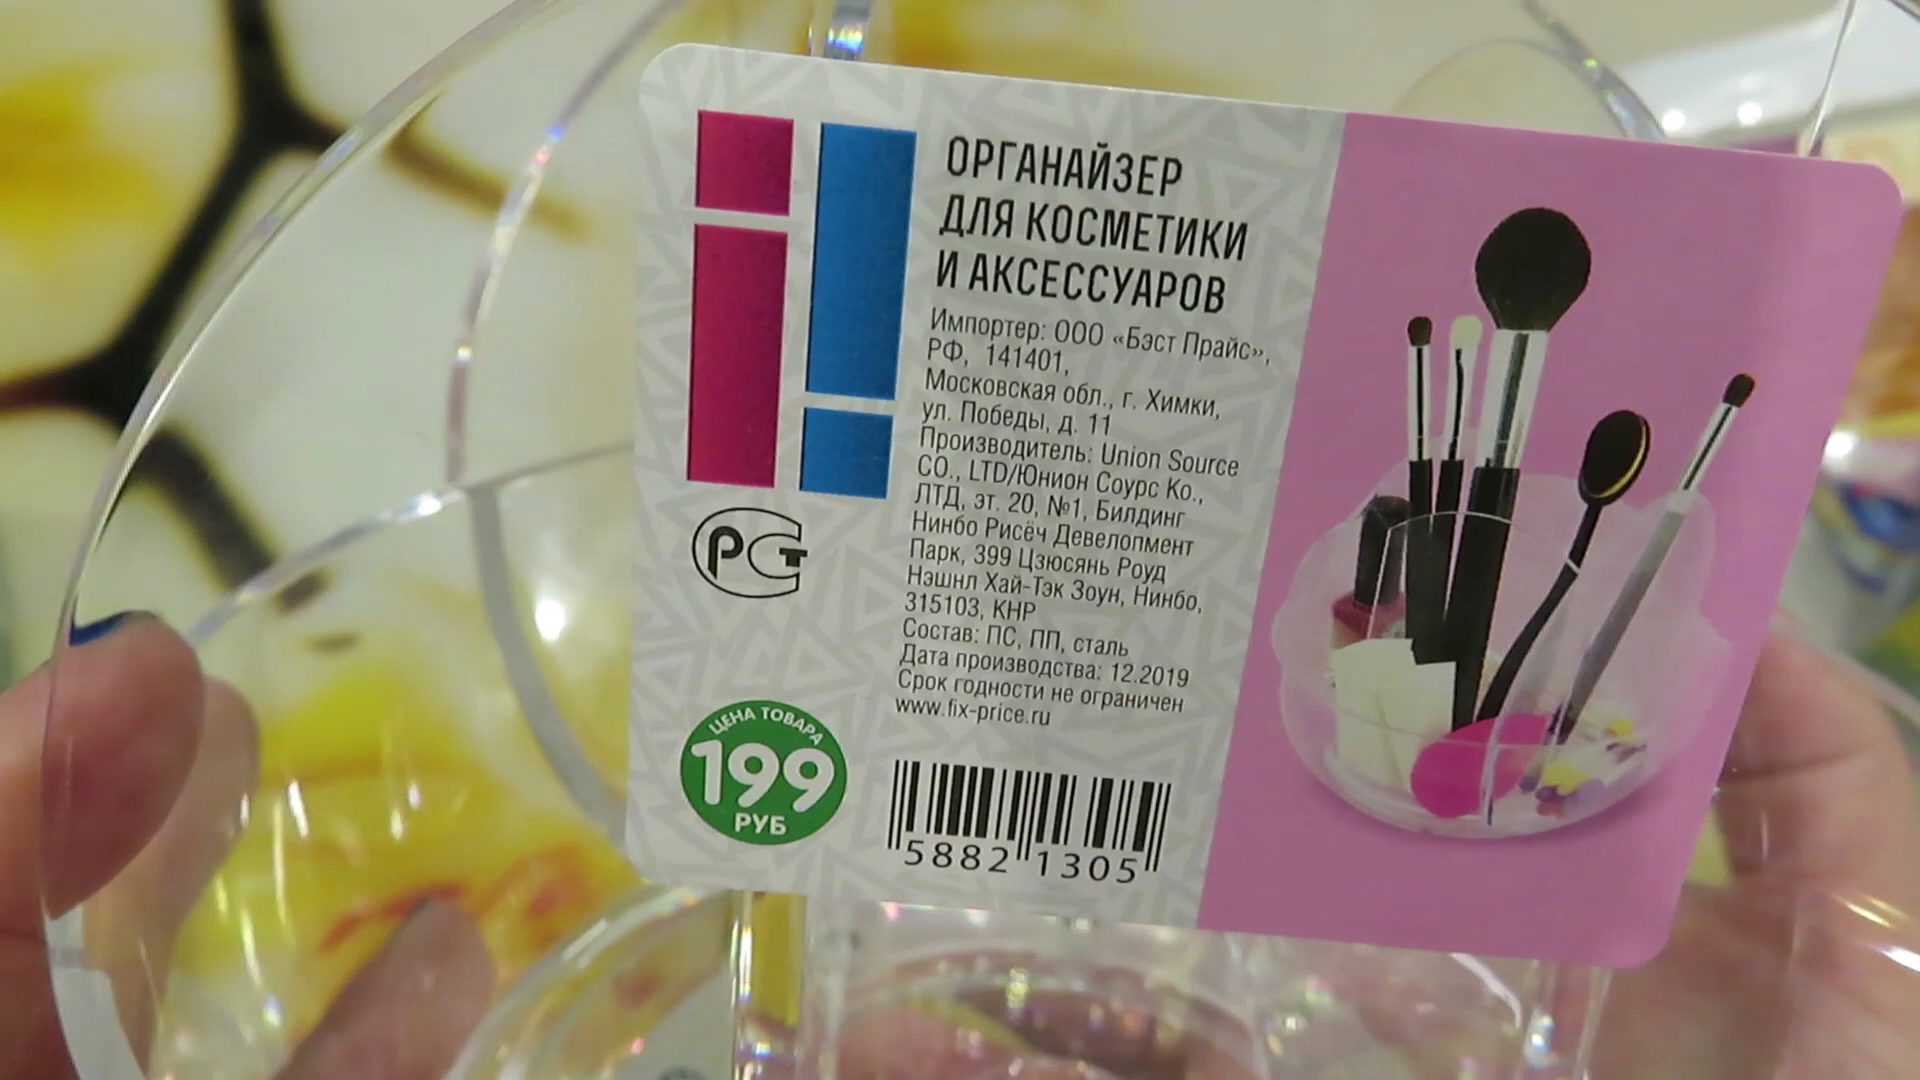 ОРГАНАЙЗЕР
ДЛЯ КОСМЕТИКИ
И АКСЕССУАРОВ
Импортер: ООО «Бэст Прайс»,
РФ, 141401,
Московская обл., г. Химки,
ул. Победы, д. 11
Производитель: Union Source
CO., LTD/Юнион Соурс Ко.,
ЛТД, эт. 20, №1, Билдинг
Нинбо Рисёч Девелопмент
Парк, 399 Цзюсянь Роуд
Нэшнл Хай-Тэк Зоун, Нинбо,
315103, КНР
Состав: ПС, ПП, сталь
Дата производства: 12.2019
Срок годности не ограничен
www.fix-price.ru
РСТ
ЦЕНА ТОВАРА
199
РУБ
5882 1305